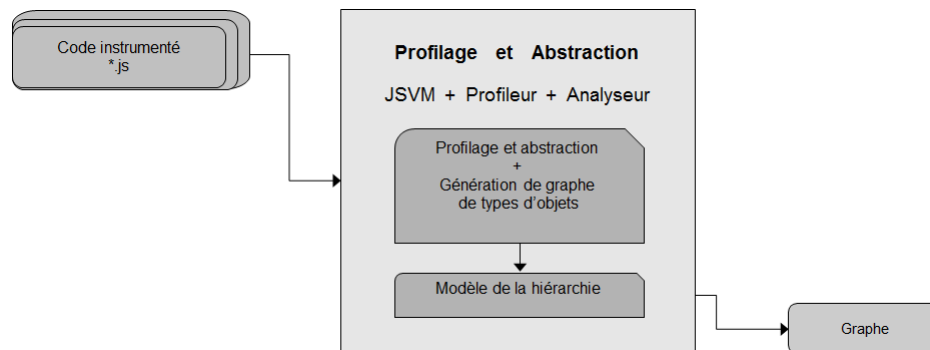 Code instrumenté
*.js
Profilage et Abstraction
JSVM + Profileur + Analyseur
Profilage et abstraction
+
Génération de graphe
de types d'objets
Modèle de la hiérarchie
Graphe